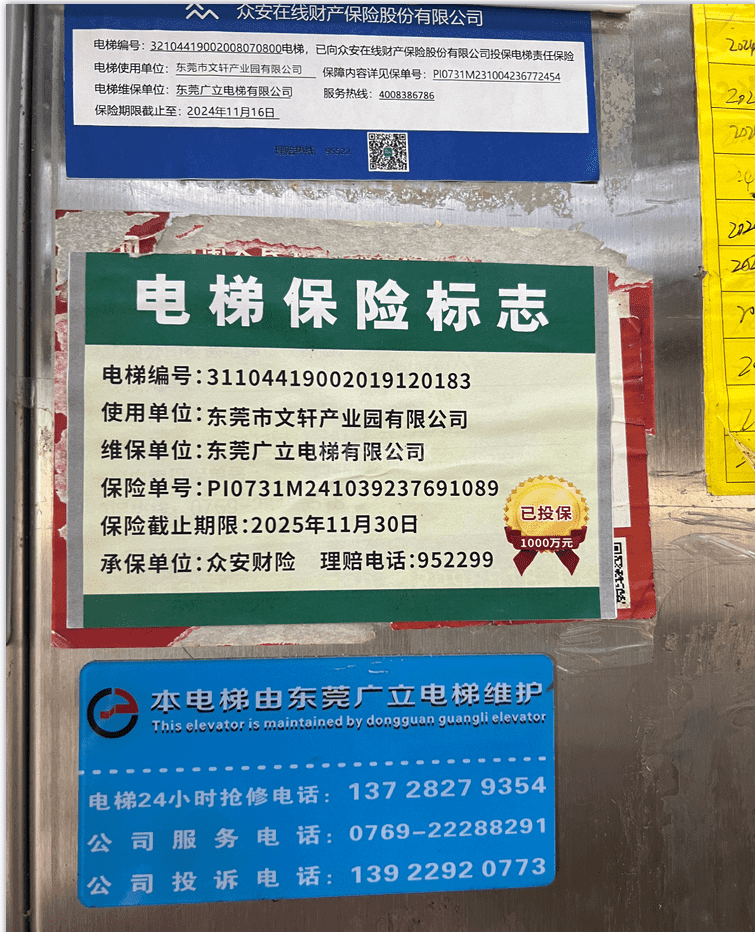 众安在线财产保险股份有限公司
电梯编号：32104419002008070800电梯，已向众安在线财产保险股份有限公司投保电梯责任保险
电梯使用单位：东莞市文轩产业园有限公司 保障内容详见保单号：PI0731M231004236772454
电梯维保单位：东莞广立电梯有限公司 服务热线：4008386786
保险期限截止至：2024年11月16日
电梯保险标志
电梯编号：31104419002019120183
使用单位：东莞市文轩产业园有限公司
维保单位：东莞广立电梯有限公司
保险单号：PI0731M241039237691089
保险截止期限：2025年11月30日
承保单位：众安财险 理赔电话：952299
已投保
1000万元
本电梯由东莞广立电梯维护
This elevator is maintained by dongguan guangli elevator
电梯24小时抢修电话：13728279354
公司服务电话：0769-22288291
公司投诉电话：13922920773